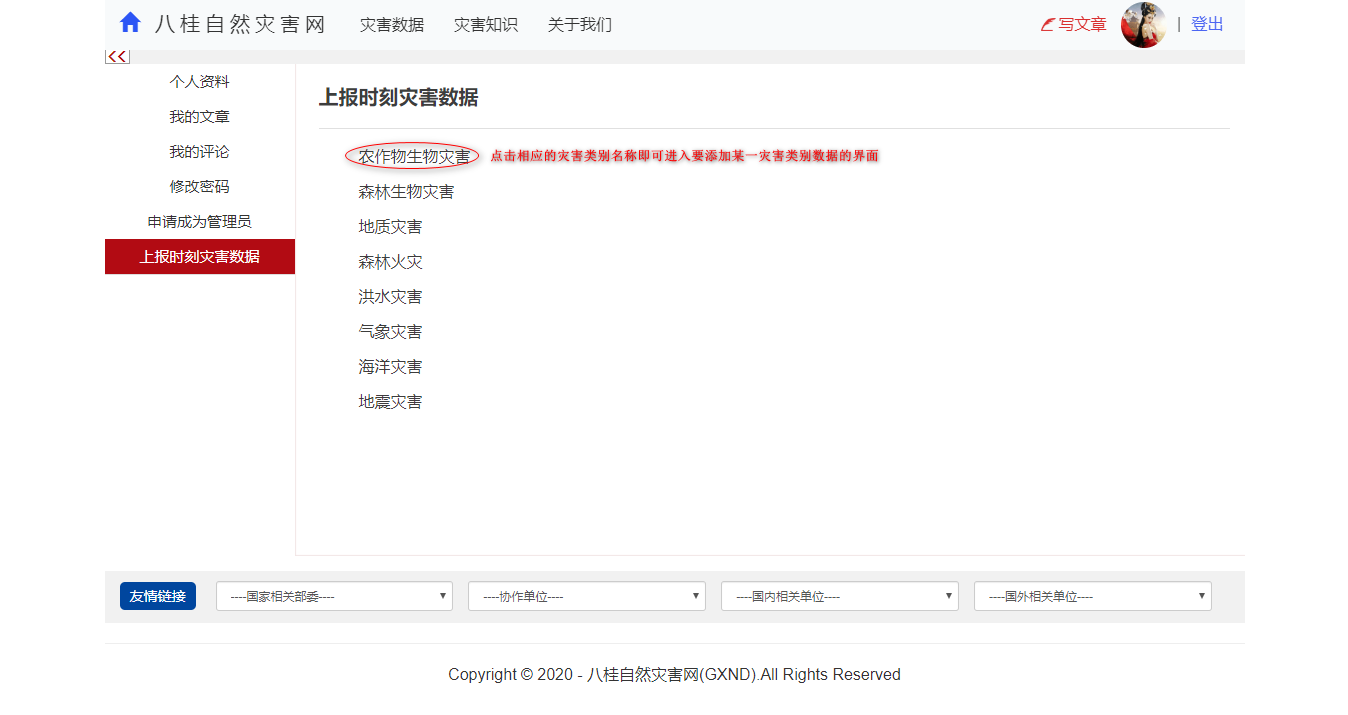 八桂自然灾害网 灾害数据 灾害知识 关于我们 写文章 | 登出
<<
个人资料
我的文章
我的评论
修改密码
申请成为管理员
上报时刻灾害数据
上报时刻灾害数据
农作物生物灾害 点击相应的灾害类别名称即可进入要添加某一灾害类别数据的界面
森林生物灾害
地质灾害
森林火灾
洪水灾害
气象灾害
海洋灾害
地震灾害
友情链接 ----国家相关部委---- ----协作单位---- ----国内相关单位---- ----国外相关单位----
Copyright © 2020 - 八桂自然灾害网(GXND).All Rights Reserved